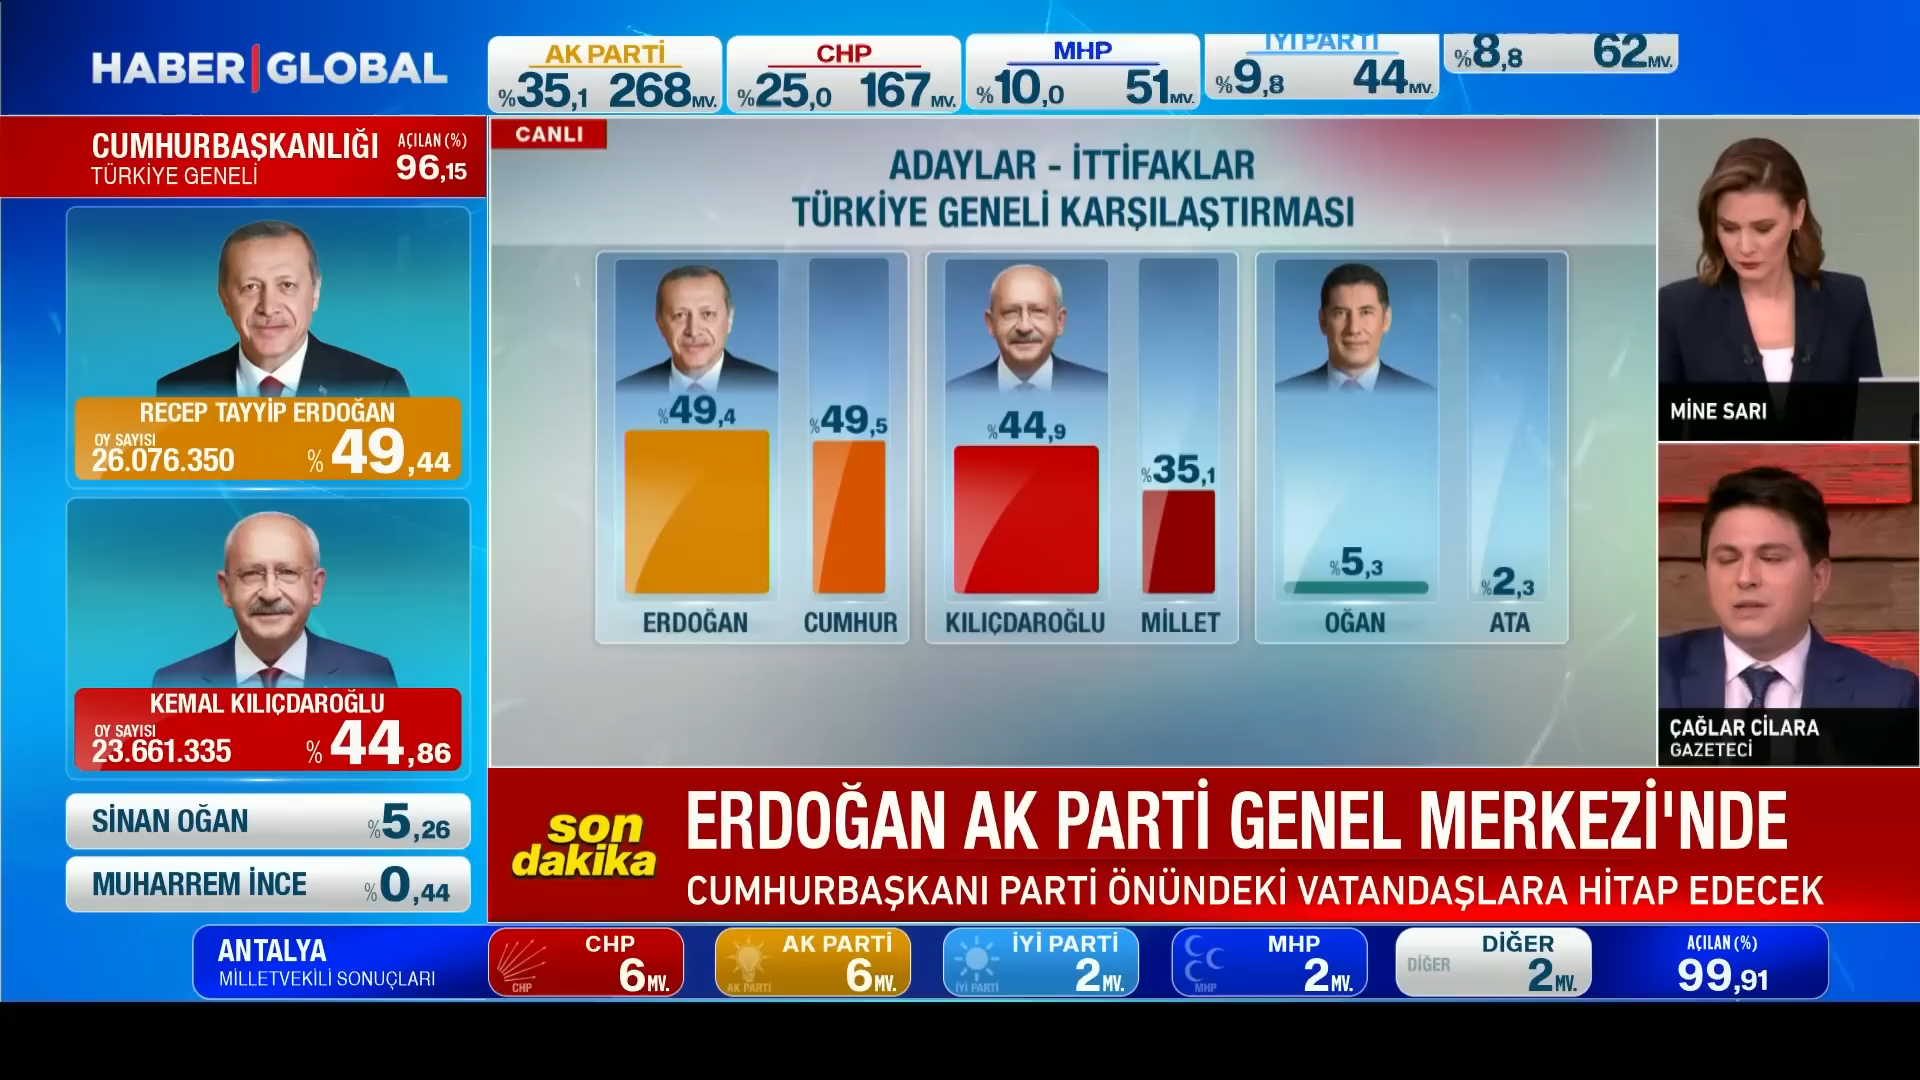 HABER|GLOBAL
AK PARTİ
%35,1 268MV.
CHP
%25,0 167MV.
MHP
%10,0 51MV.
İYİ PARTİ
%9,8 44MV.
%8,8 62MV.
CUMHURBAŞKANLIĞI
TÜRKİYE GENELİ
AÇILAN (%)
96,15
RECEP TAYYİP ERDOĞAN
OY SAYISI
26.076.350
%49,44
KEMAL KILIÇDAROĞLU
OY SAYISI
23.661.335
%44,86
SİNAN OĞAN %5,26
MUHARREM İNCE %0,44
CANLI
ADAYLAR - İTTİFAKLAR
TÜRKİYE GENELİ KARŞILAŞTIRMASI
%49,4 %49,5 %44,9 %35,1 %5,3 %2,3
ERDOĞAN CUMHUR KILIÇDAROĞLU MİLLET OĞAN ATA
MİNE SARI
ÇAĞLAR CİLARA
GAZETECİ
son
dakika
ERDOĞAN AK PARTİ GENEL MERKEZİ'NDE
CUMHURBAŞKANI PARTİ ÖNÜNDEKİ VATANDAŞLARA HİTAP EDECEK
ANTALYA
MİLLETVEKİLİ SONUÇLARI
CHP
CHP
6MV.
AK PARTİ
AK PARTİ
6MV.
İYİ PARTİ
İYİ PARTİ
2MV.
MHP
MHP
2MV.
DİĞER
DİĞER
2MV.
AÇILAN (%)
99,91